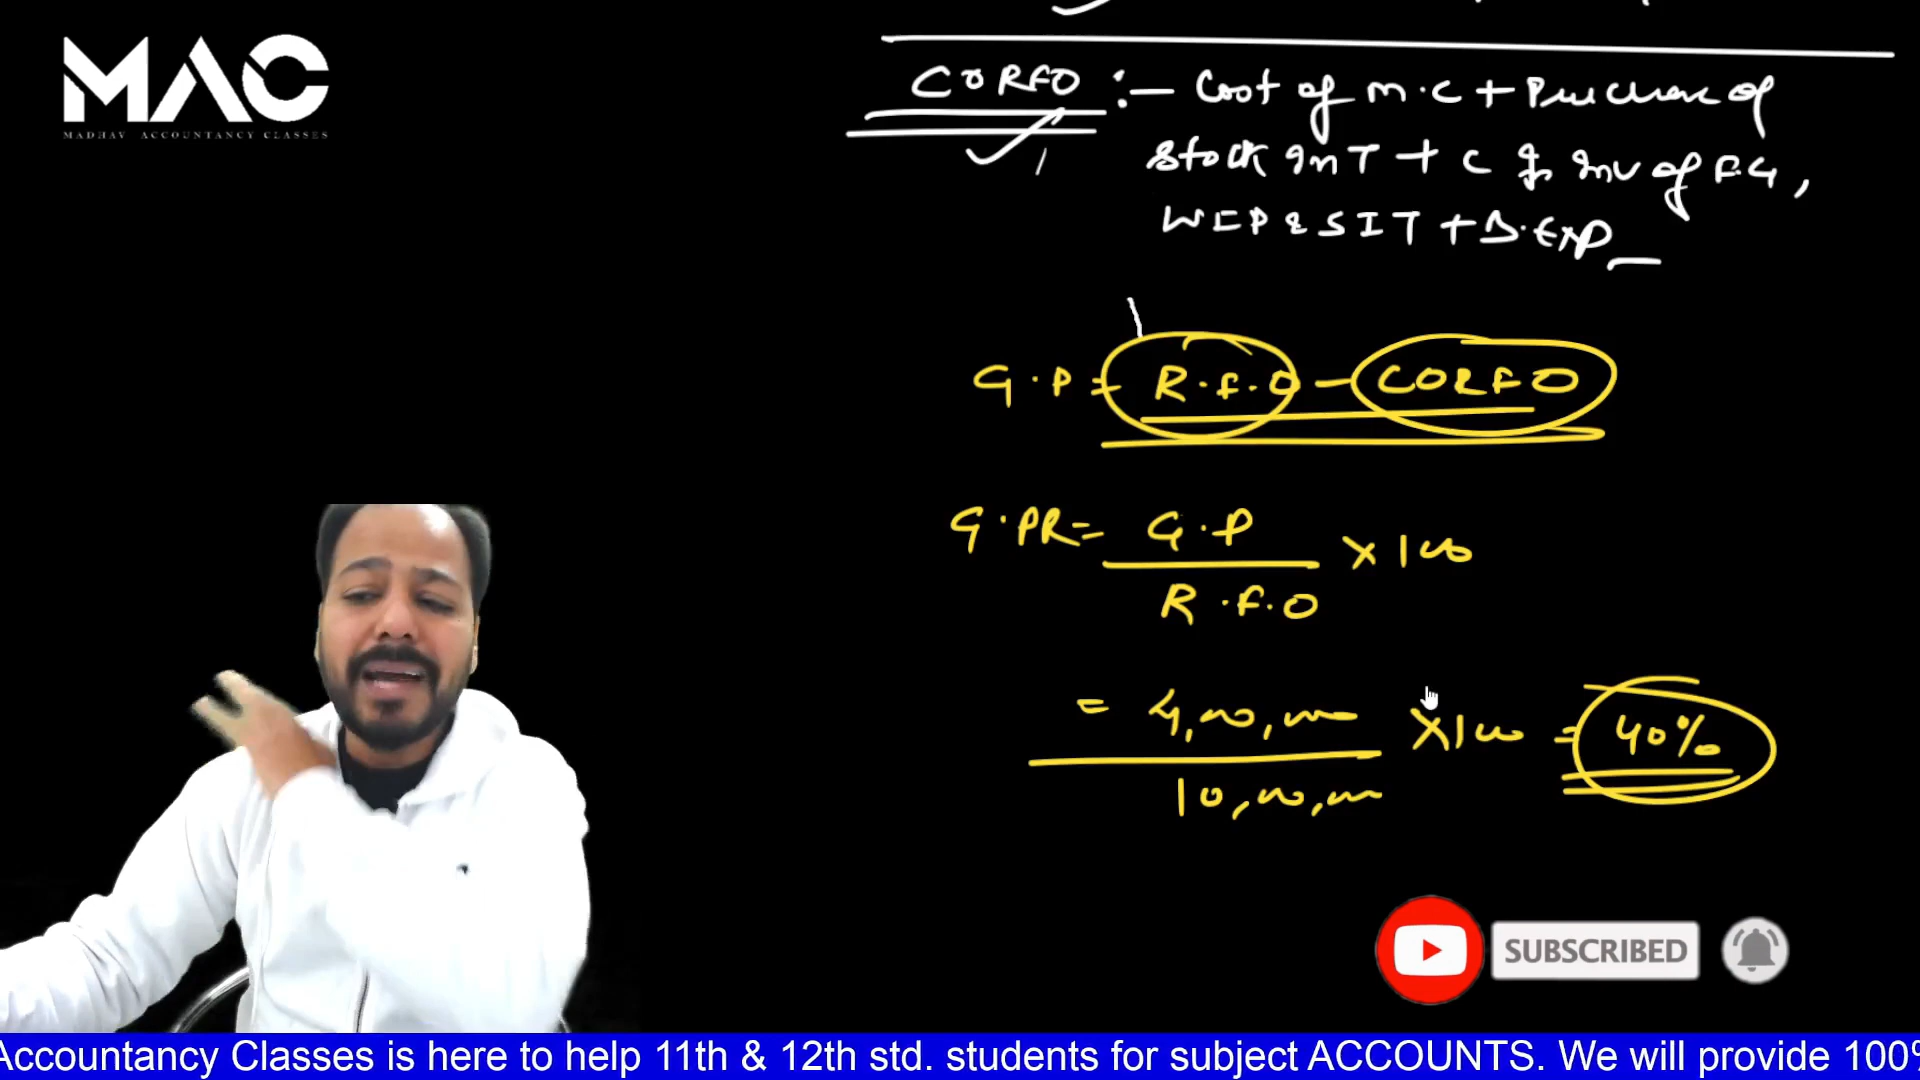 MAC
MADHAV ACCOUNTANCY CLASSES
CORFO :- Cost of m.c + Purchase of
Stock in T + C in inv of F.G,
WIP & SIT + D.Exp
G.P = R.f.O - CORFO
G.PR = G.P × 100
R.f.O
= 4,00,000 × 100 = 40%
10,00,000
SUBSCRIBED
Accountancy Classes is here to help 11th & 12th std. students for subject ACCOUNTS. We will provide 100%